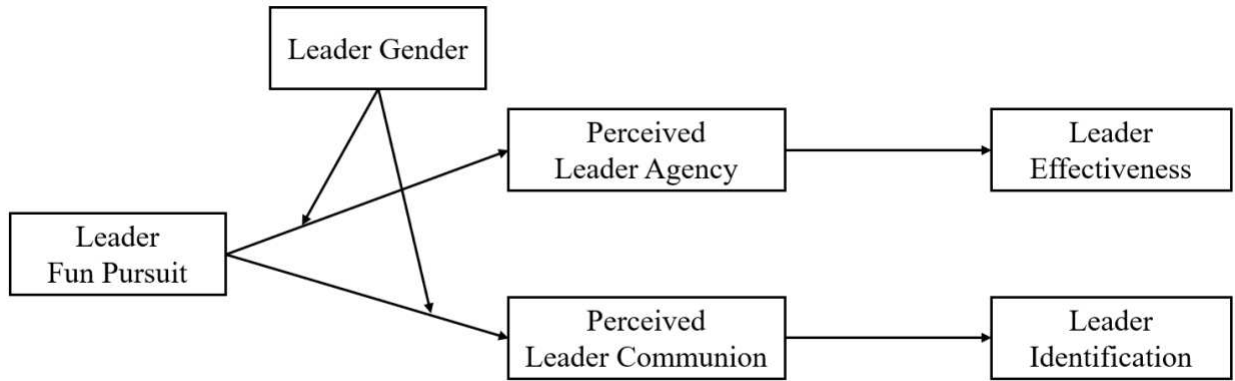 Leader Gender
Perceived
Leader Agency
Leader
Effectiveness
Leader
Fun Pursuit
Perceived
Leader Communion
Leader
Identification